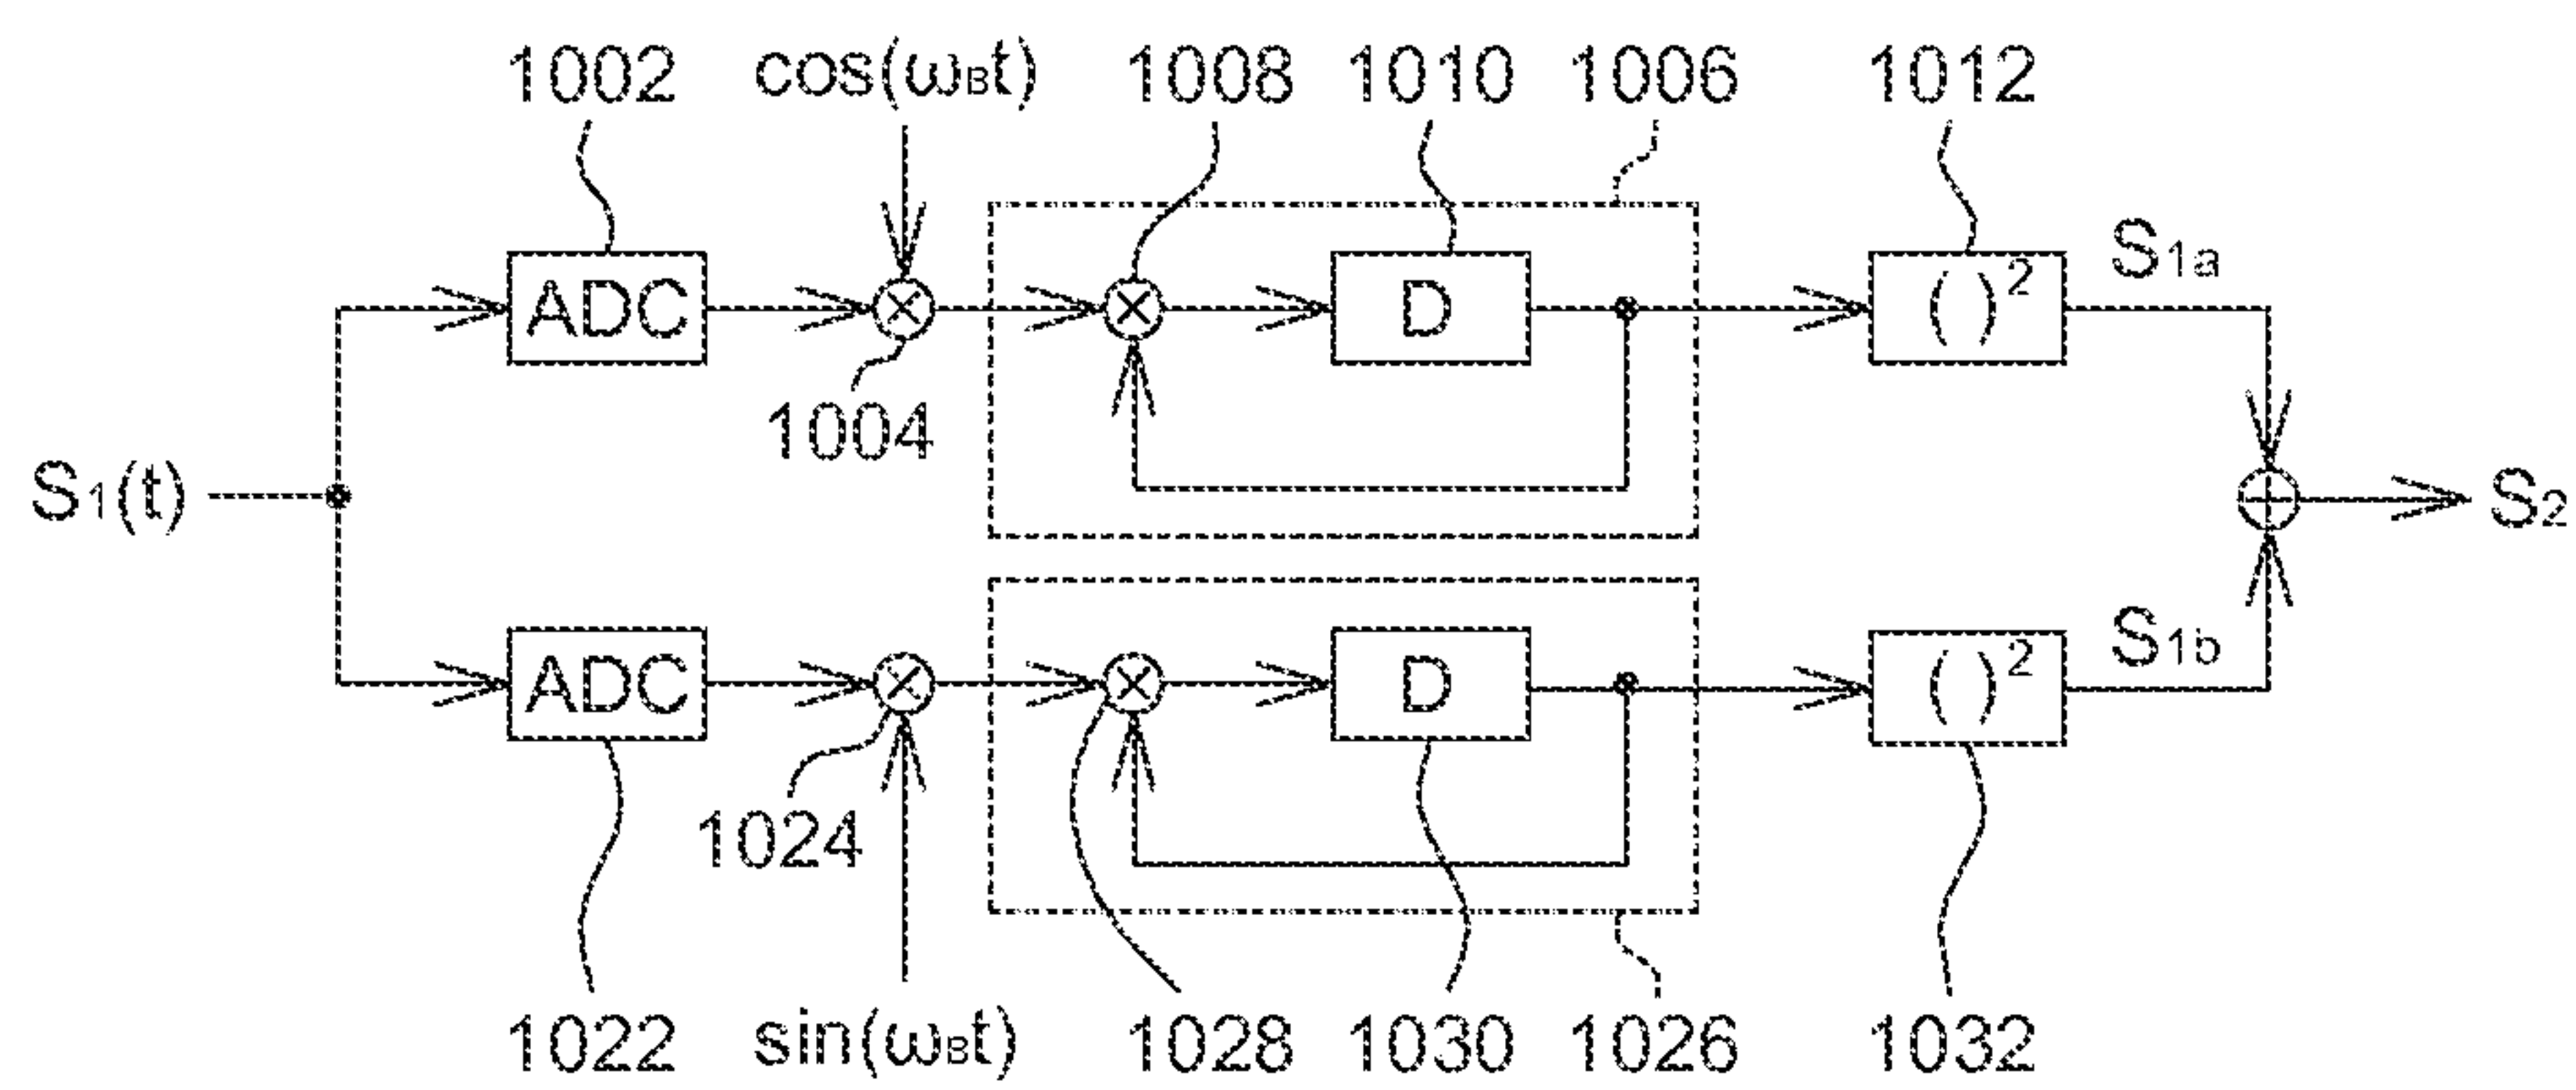 1002 cos(ωBt) 1008 1010 1006 1012
ADC D ( )² S1a
1004
S1(t) S2
ADC D ( )² S1b
1024
1022 sin(ωBt) 1028 1030 1026 1032